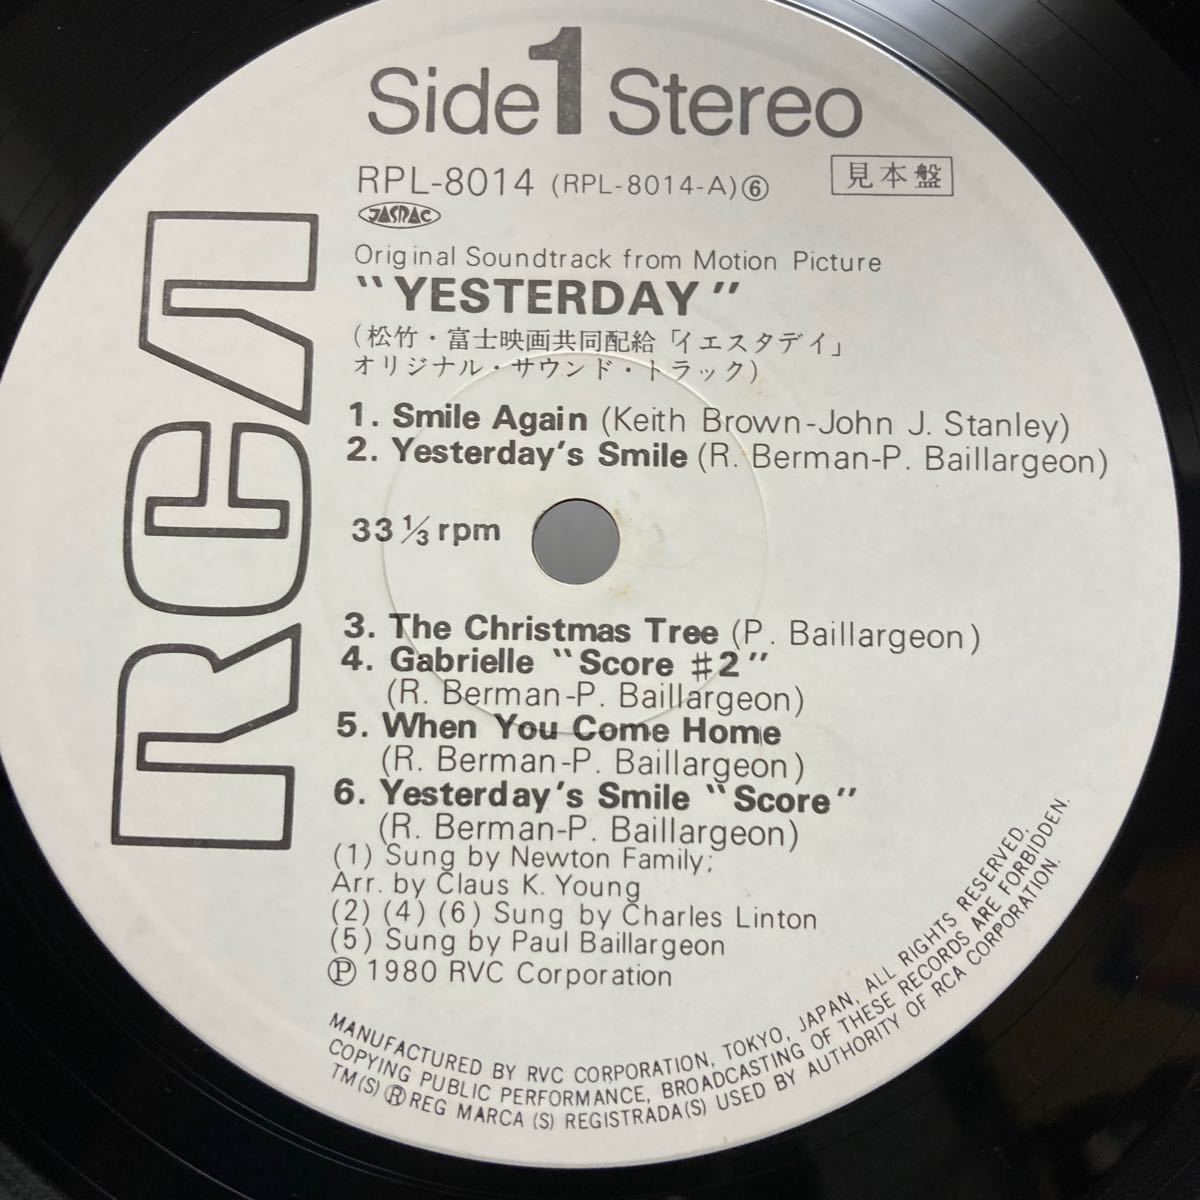 Side 1 Stereo
RPL-8014 (RPL-8014-A)⑥ 見本盤
JASRAC
Original Soundtrack from Motion Picture
"YESTERDAY"
(松竹・富士映画共同配給「イエスタデイ」
オリジナル・サウンド・トラック)
1. Smile Again (Keith Brown-John J. Stanley)
2. Yesterday's Smile (R. Berman-P. Baillargeon)
33 1/3 rpm
3. The Christmas Tree (P. Baillargeon)
4. Gabrielle "Score ♯2"
(R. Berman-P. Baillargeon)
5. When You Come Home
(R. Berman-P. Baillargeon)
6. Yesterday's Smile "Score"
(R. Berman-P. Baillargeon)
(1) Sung by Newton Family;
Arr. by Claus K. Young
(2) (4) (6) Sung by Charles Linton
(5) Sung by Paul Baillargeon
Ⓟ 1980 RVC Corporation
MANUFACTURED BY RVC CORPORATION, TOKYO, JAPAN, ALL RIGHTS RESERVED.
COPYING PUBLIC PERFORMANCE, BROADCASTING OF THESE RECORDS ARE FORBIDDEN.
TM(S) ® REG MARCA (S) REGISTRADA(S) USED BY AUTHORITY OF RCA CORPORATION.
RCA